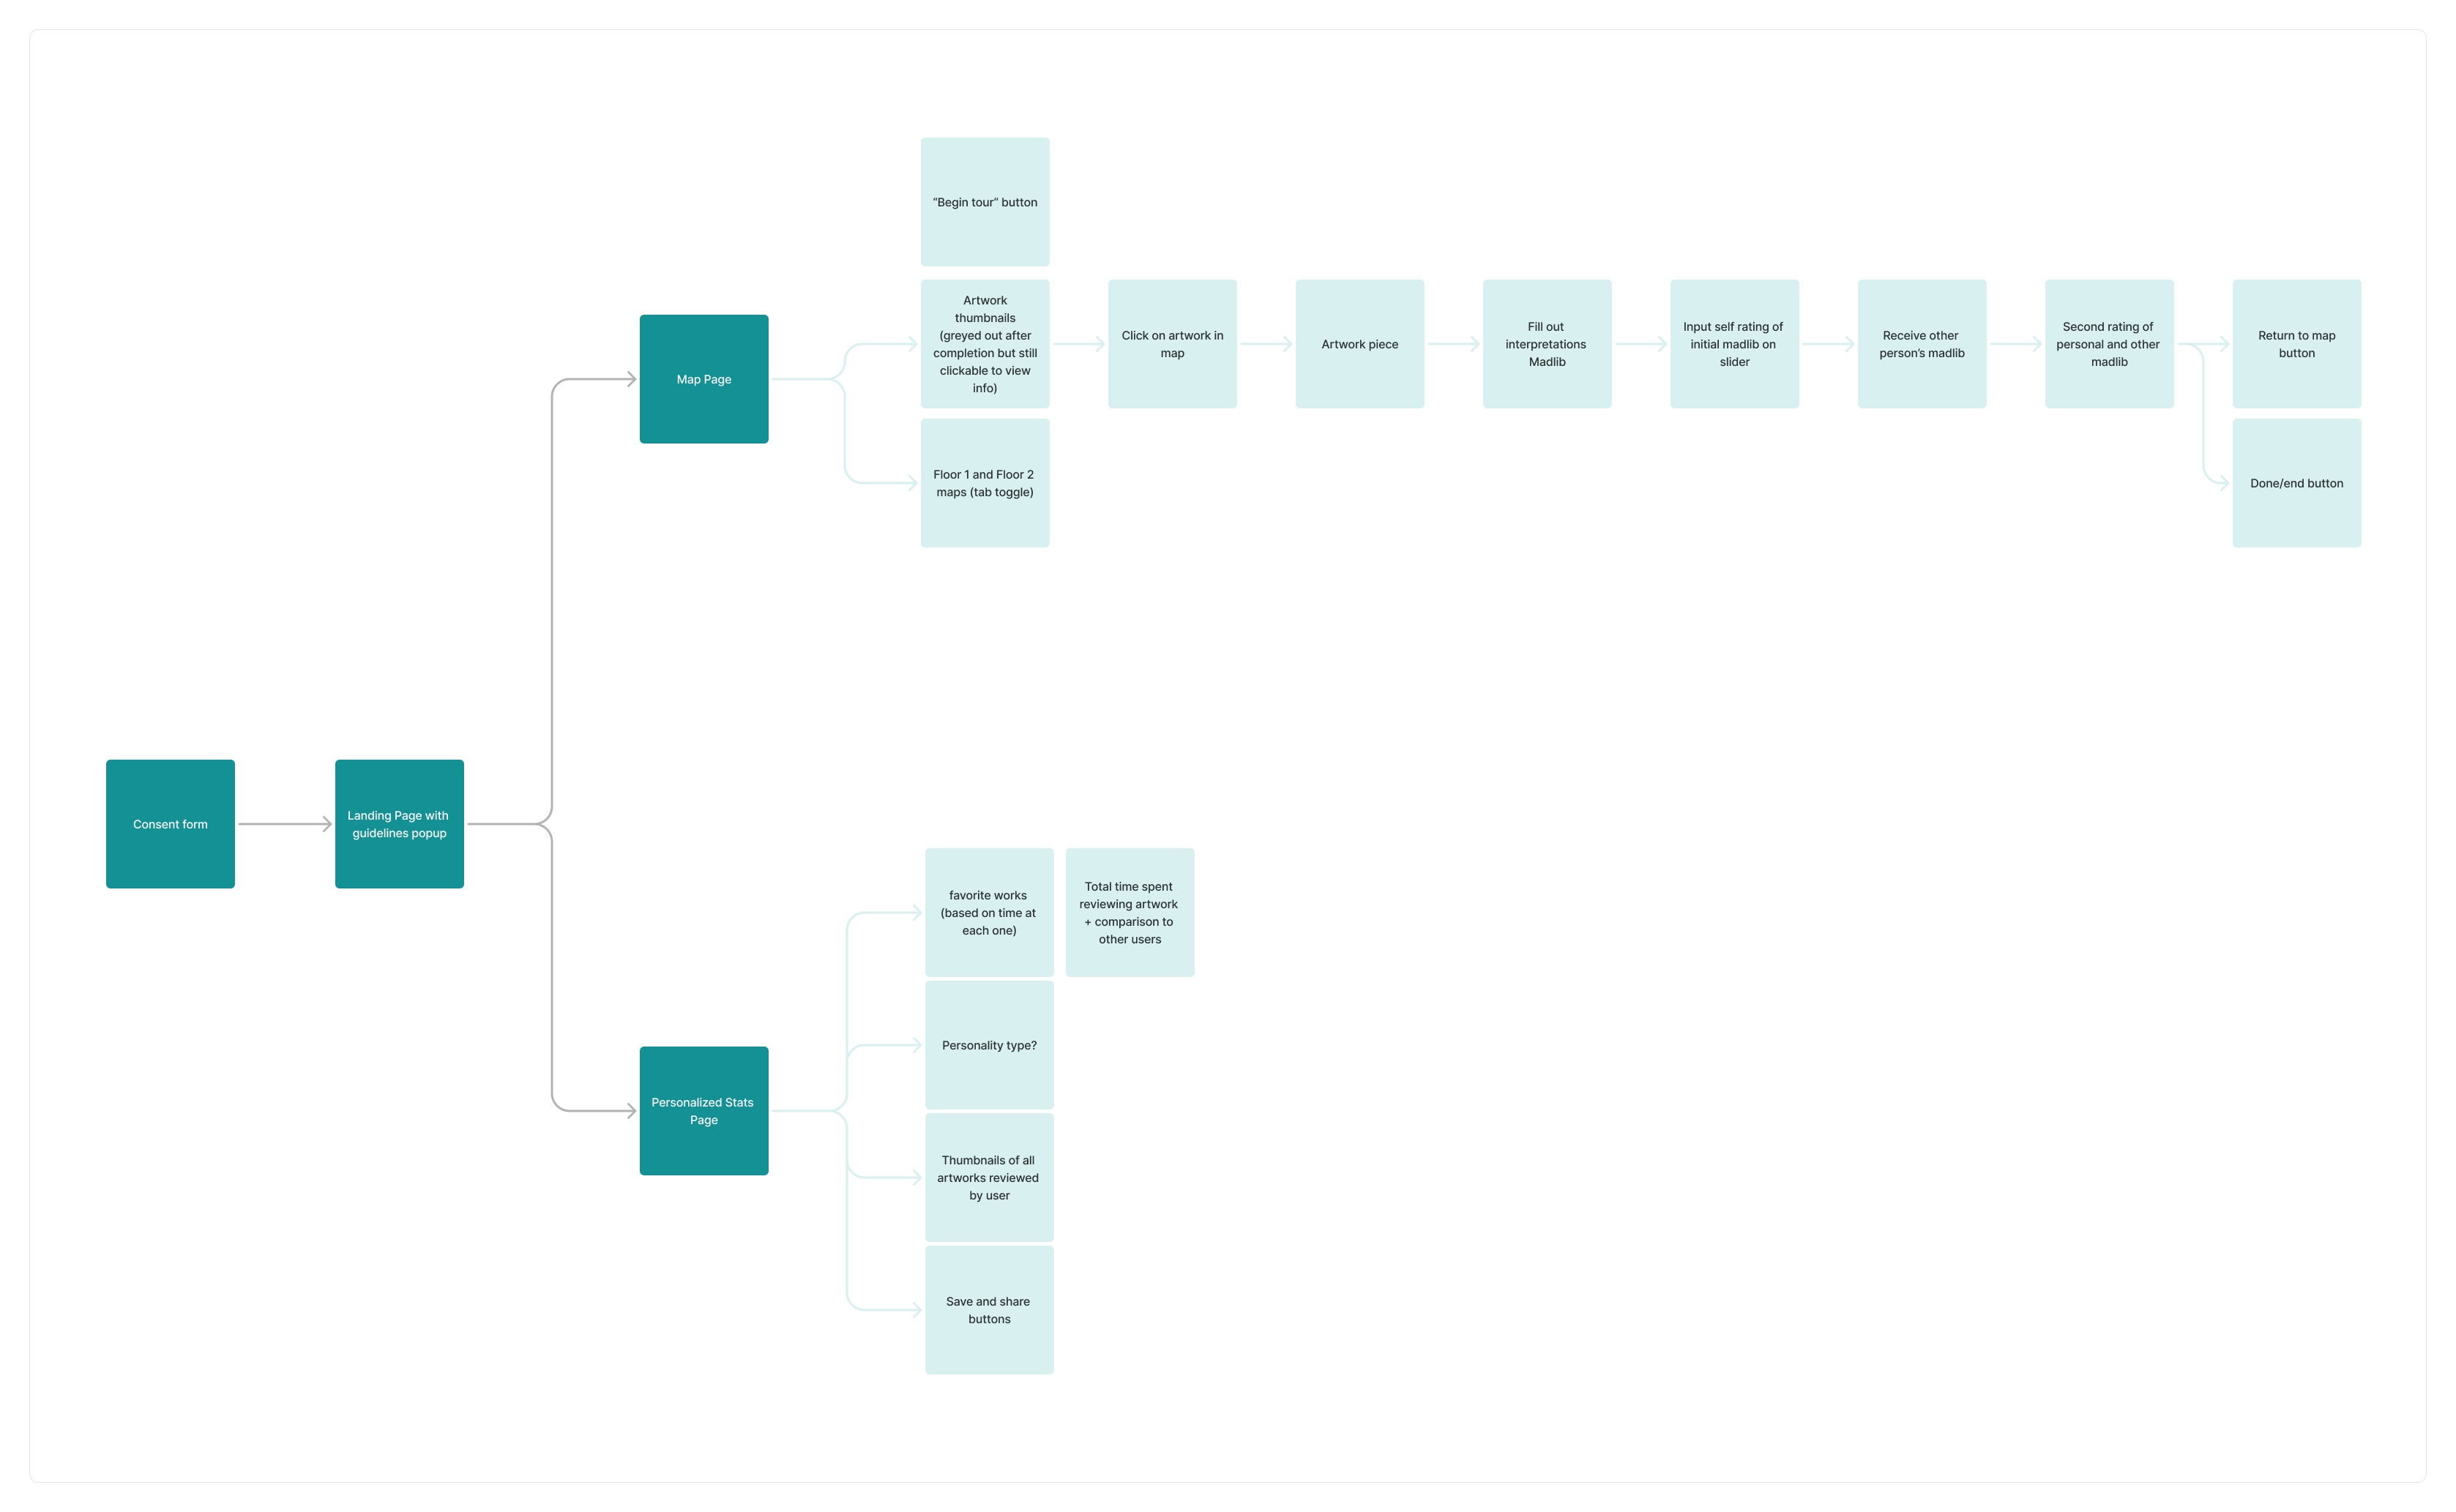 “Begin tour” button
Artwork
thumbnails
(greyed out after
completion but still
clickable to view
info)
Click on artwork in
map
Artwork piece
Fill out
interpretations
Madlib
Input self rating of
initial madlib on
slider
Receive other
person’s madlib
Second rating of
personal and other
madlib
Return to map
button
Map Page
Floor 1 and Floor 2
maps (tab toggle)
Done/end button
Consent form
Landing Page with
guidelines popup
favorite works
(based on time at
each one)
Total time spent
reviewing artwork
+ comparison to
other users
Personality type?
Personalized Stats
Page
Thumbnails of all
artworks reviewed
by user
Save and share
buttons